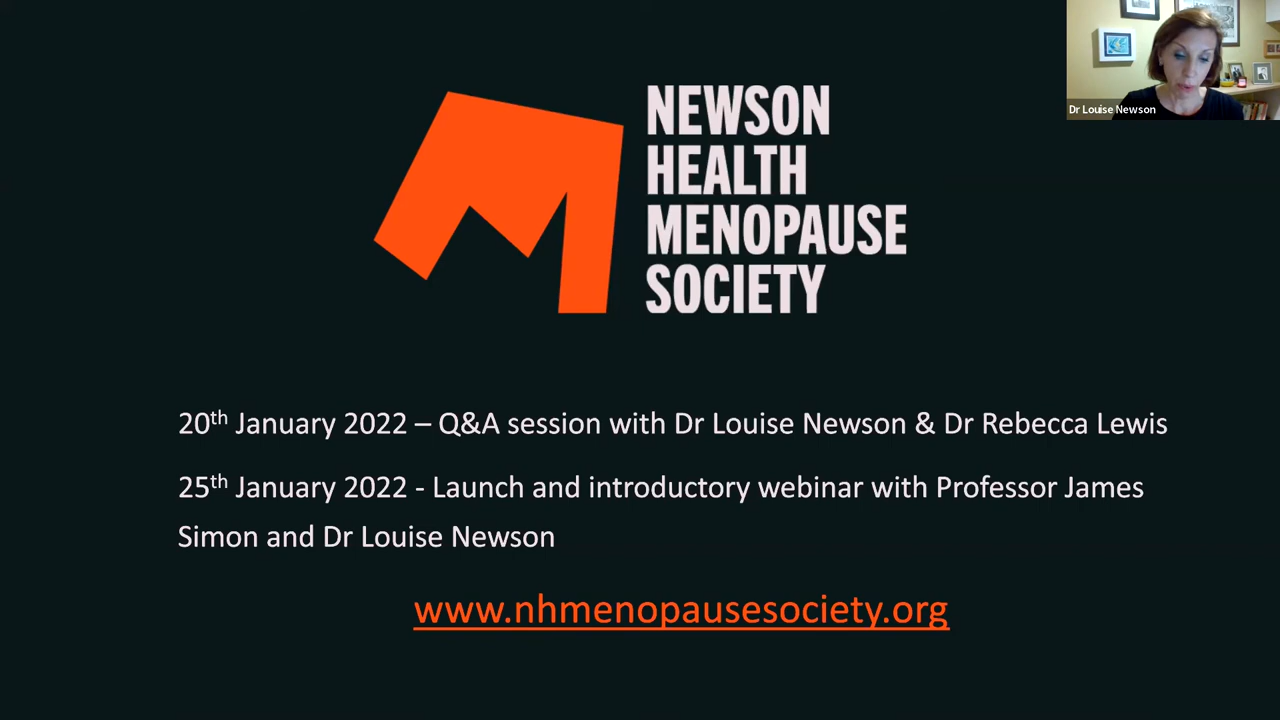 Dr Louise Newson
NEWSON
HEALTH
MENOPAUSE
SOCIETY
20th January 2022 – Q&A session with Dr Louise Newson & Dr Rebecca Lewis
25th January 2022 - Launch and introductory webinar with Professor James
Simon and Dr Louise Newson
www.nhmenopausesociety.org